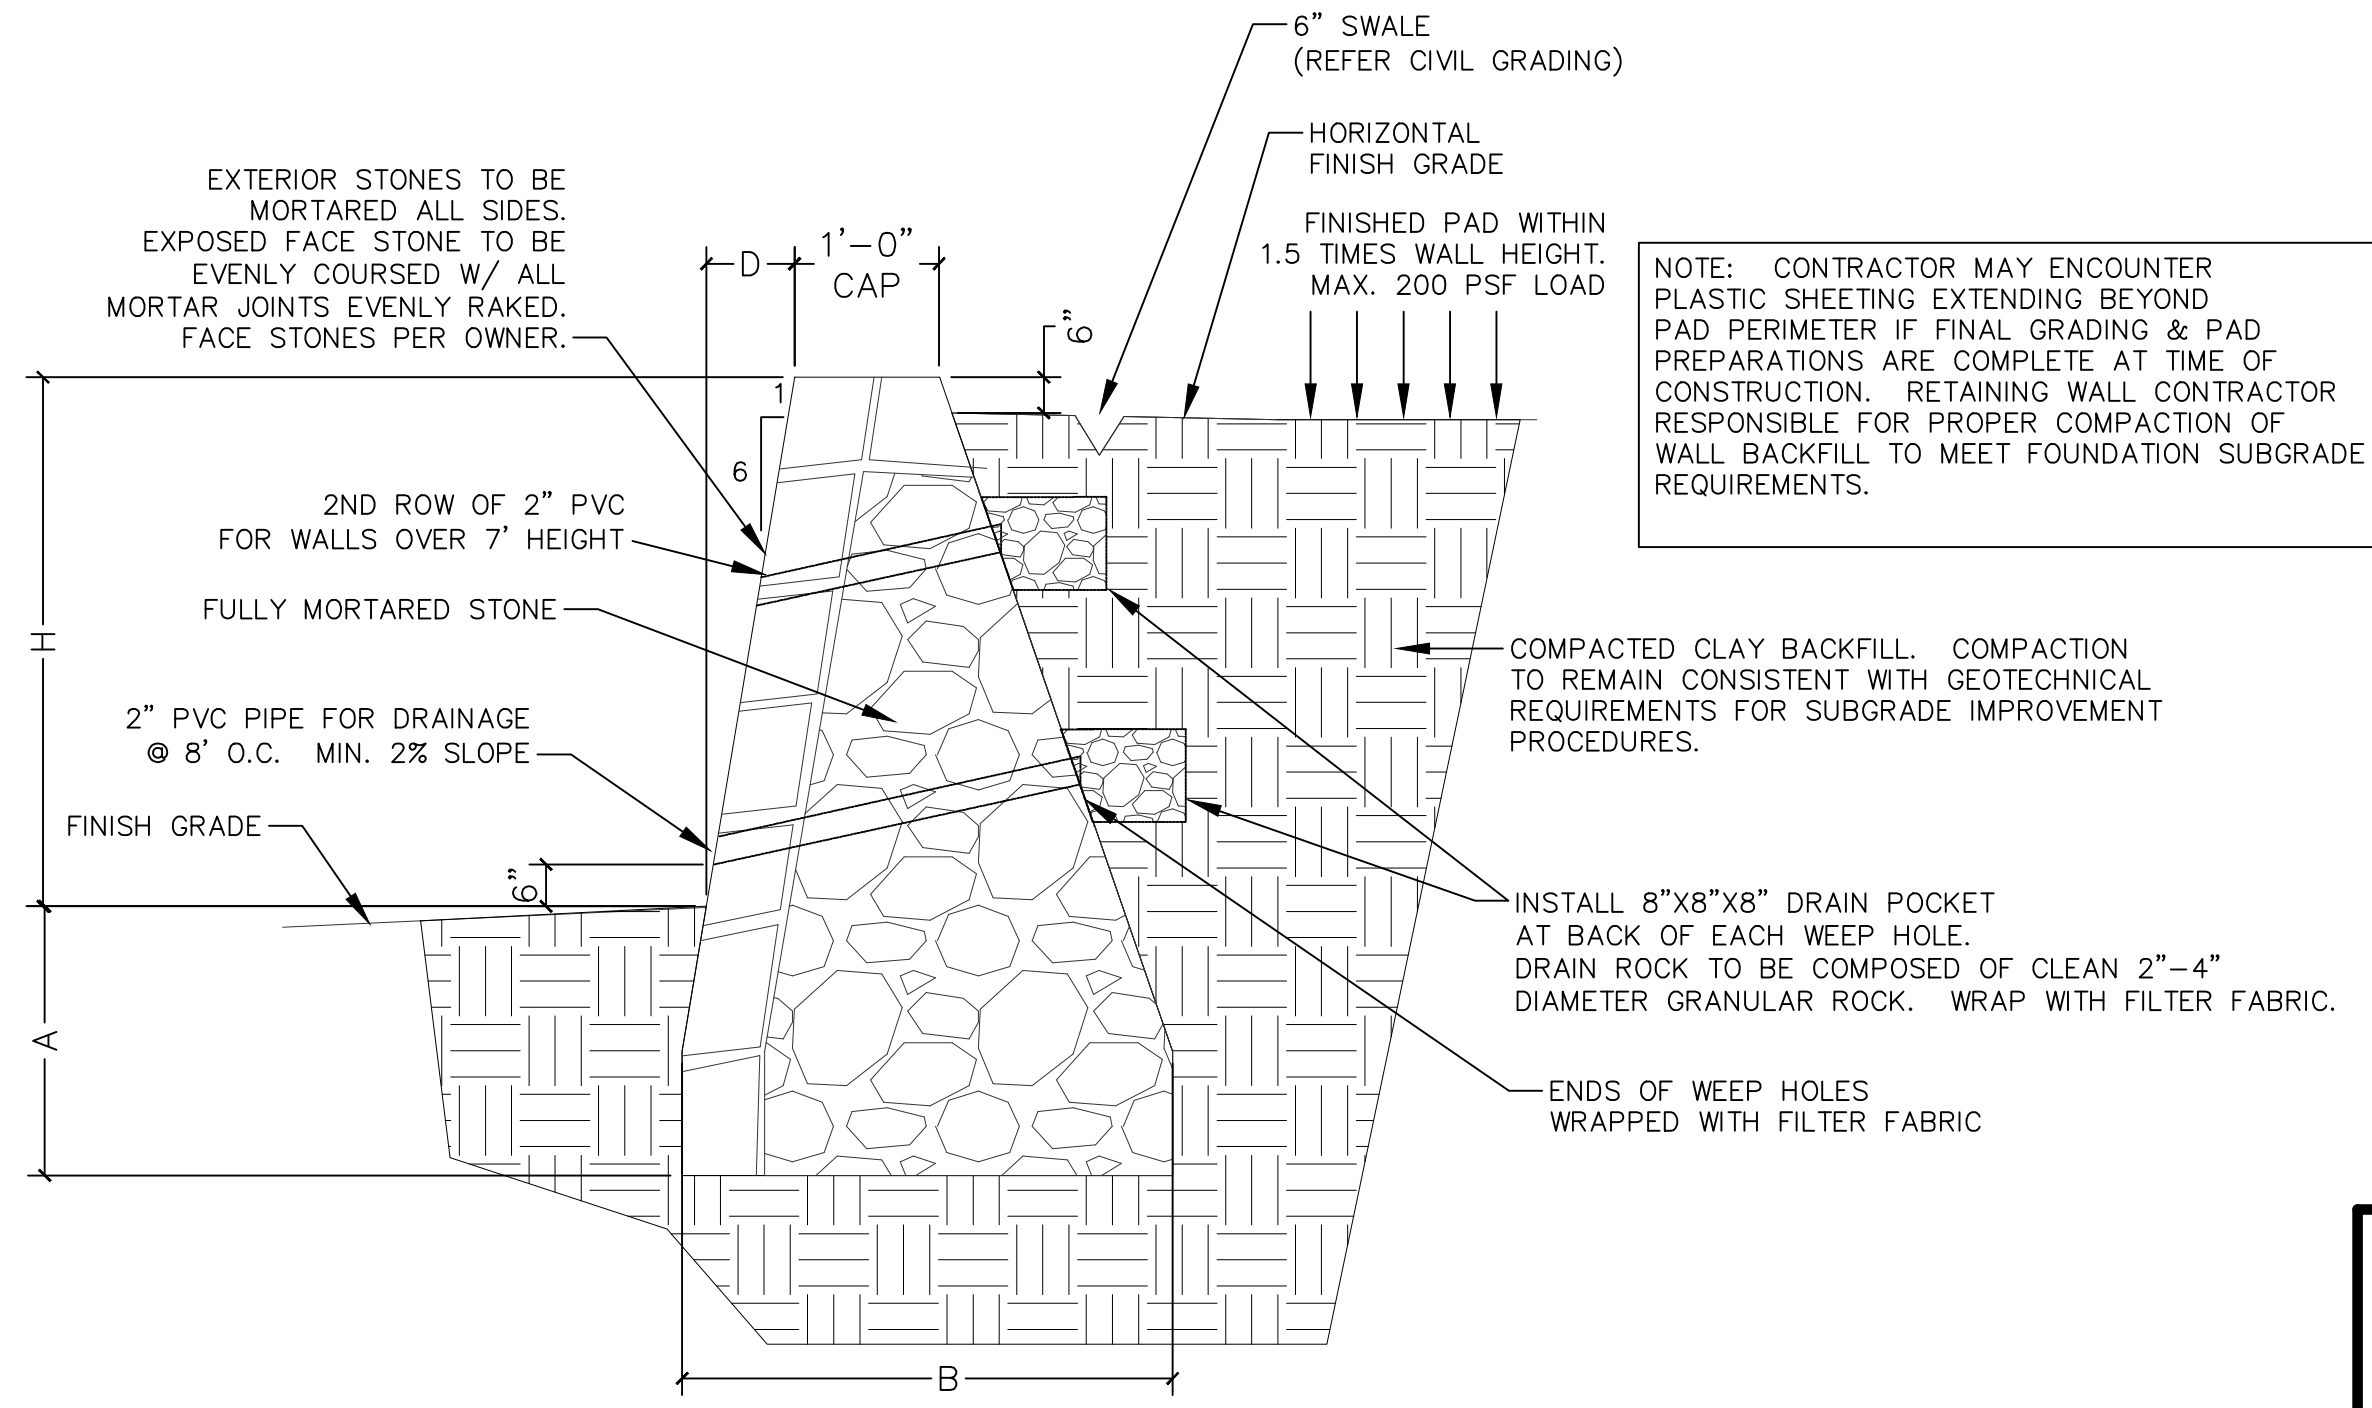 6” SWALE
(REFER CIVIL GRADING)
HORIZONTAL
FINISH GRADE
EXTERIOR STONES TO BE
MORTARED ALL SIDES.
EXPOSED FACE STONE TO BE
EVENLY COURSED W/ ALL
MORTAR JOINTS EVENLY RAKED.
FACE STONES PER OWNER.
D
1’–0”
CAP
6”
FINISHED PAD WITHIN
1.5 TIMES WALL HEIGHT.
MAX. 200 PSF LOAD
NOTE: CONTRACTOR MAY ENCOUNTER
PLASTIC SHEETING EXTENDING BEYOND
PAD PERIMETER IF FINAL GRADING & PAD
PREPARATIONS ARE COMPLETE AT TIME OF
CONSTRUCTION. RETAINING WALL CONTRACTOR
RESPONSIBLE FOR PROPER COMPACTION OF
WALL BACKFILL TO MEET FOUNDATION SUBGRADE
REQUIREMENTS.
1
6
2ND ROW OF 2” PVC
FOR WALLS OVER 7’ HEIGHT
FULLY MORTARED STONE
H
2” PVC PIPE FOR DRAINAGE
@ 8’ O.C. MIN. 2% SLOPE
FINISH GRADE
6”
COMPACTED CLAY BACKFILL. COMPACTION
TO REMAIN CONSISTENT WITH GEOTECHNICAL
REQUIREMENTS FOR SUBGRADE IMPROVEMENT
PROCEDURES.
INSTALL 8”X8”X8” DRAIN POCKET
AT BACK OF EACH WEEP HOLE.
DRAIN ROCK TO BE COMPOSED OF CLEAN 2”–4”
DIAMETER GRANULAR ROCK. WRAP WITH FILTER FABRIC.
A
ENDS OF WEEP HOLES
WRAPPED WITH FILTER FABRIC
B